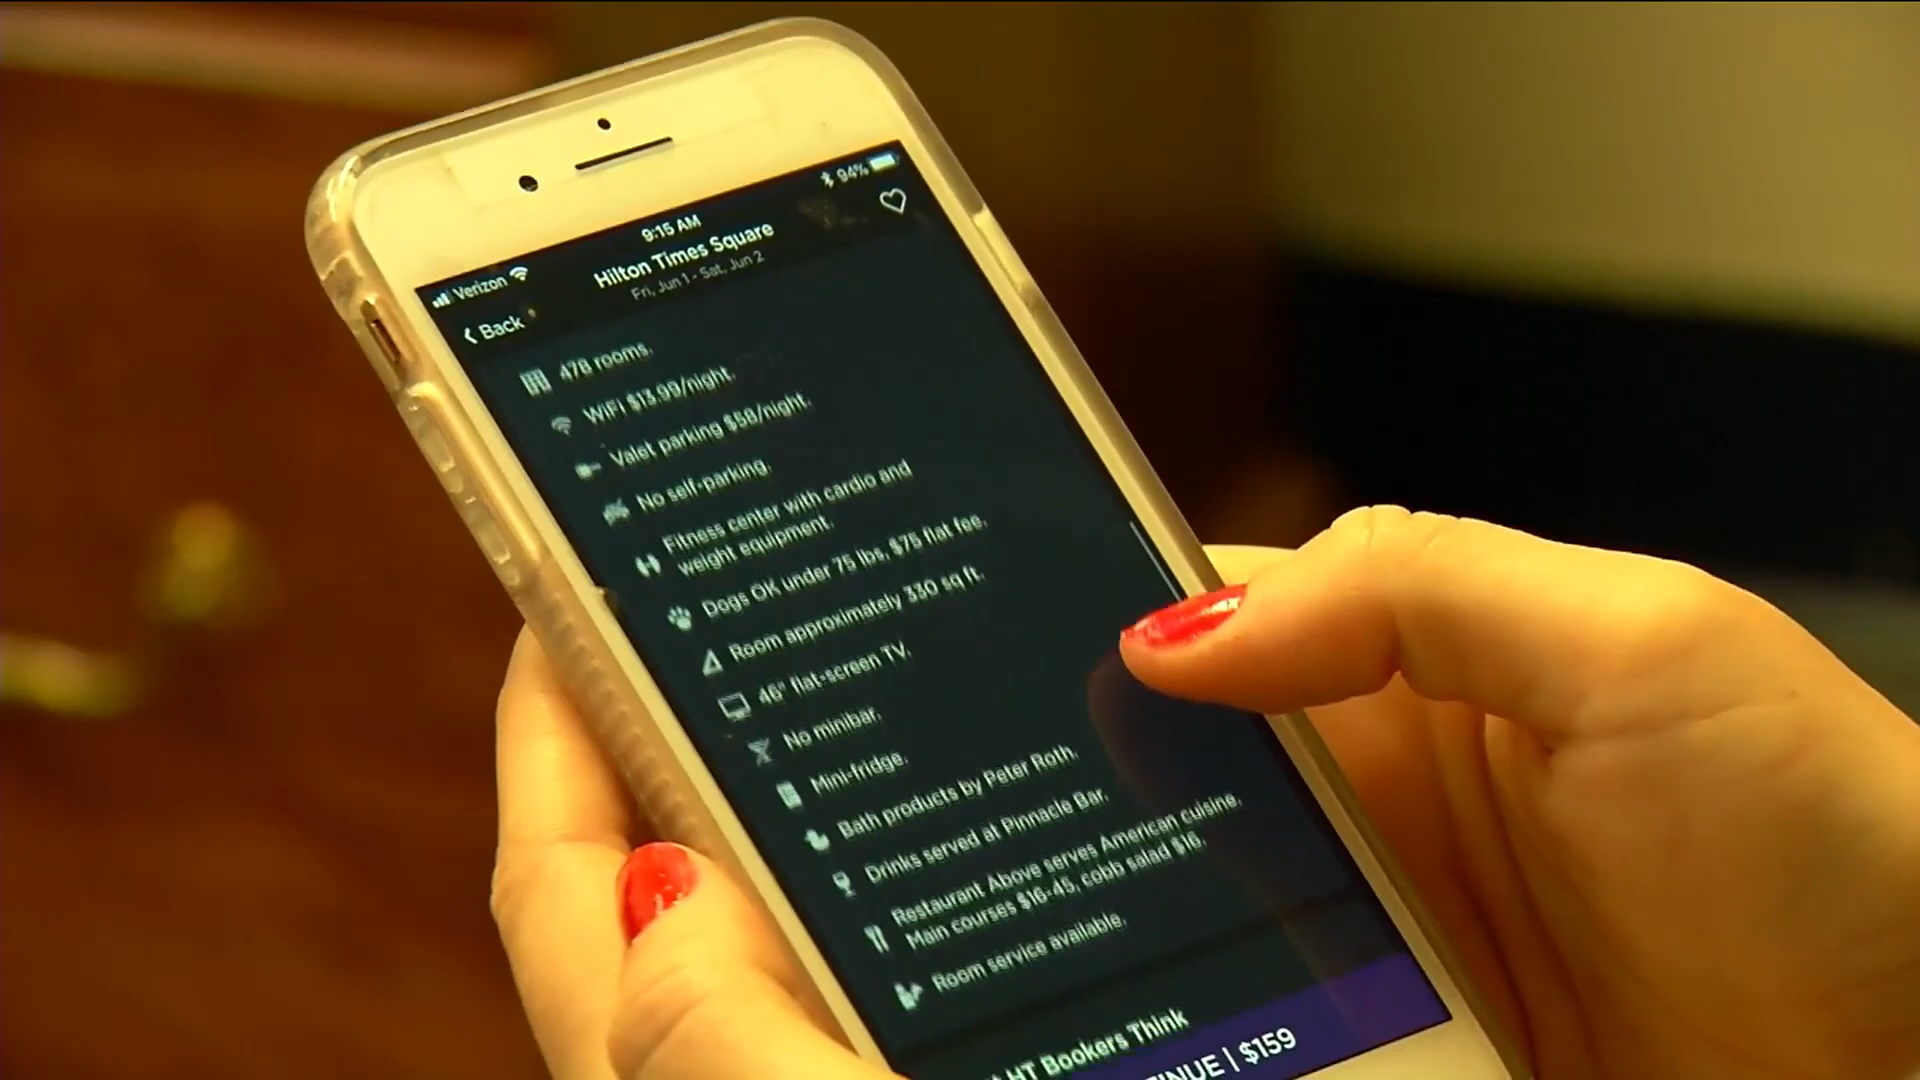 Verizon
9:15 AM
94%
Hilton Times Square
Fri, Jun 1 - Sat, Jun 2
Back
478 rooms.
WiFi $13.99/night.
Valet parking $58/night.
No self-parking.
Fitness center with cardio and
weight equipment.
Dogs OK under 75 lbs, $75 flat fee.
Room approximately 330 sq ft.
46" flat-screen TV.
No minibar.
Mini-fridge.
Bath products by Peter Roth.
Drinks served at Pinnacle Bar.
Restaurant Above serves American cuisine.
Main courses $16-45, cobb salad $16.
Room service available.
HT Bookers Think
TINUE | $159